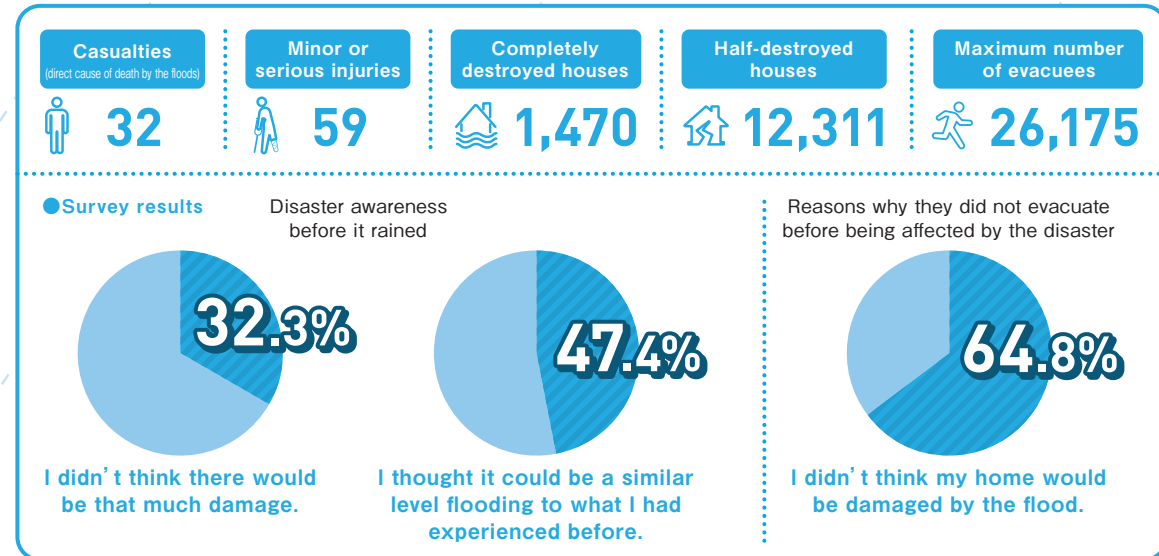 Casualties
(direct cause of death by the floods)
32
Minor or
serious injuries
59
Completely
destroyed houses
1,470
Half-destroyed
houses
12,311
Maximum number
of evacuees
26,175
●Survey results
Disaster awareness
before it rained
32.3%
I didn’t think there would
be that much damage.
47.4%
I thought it could be a similar
level flooding to what I had
experienced before.
Reasons why they did not evacuate
before being affected by the disaster
64.8%
I didn’t think my home would
be damaged by the flood.